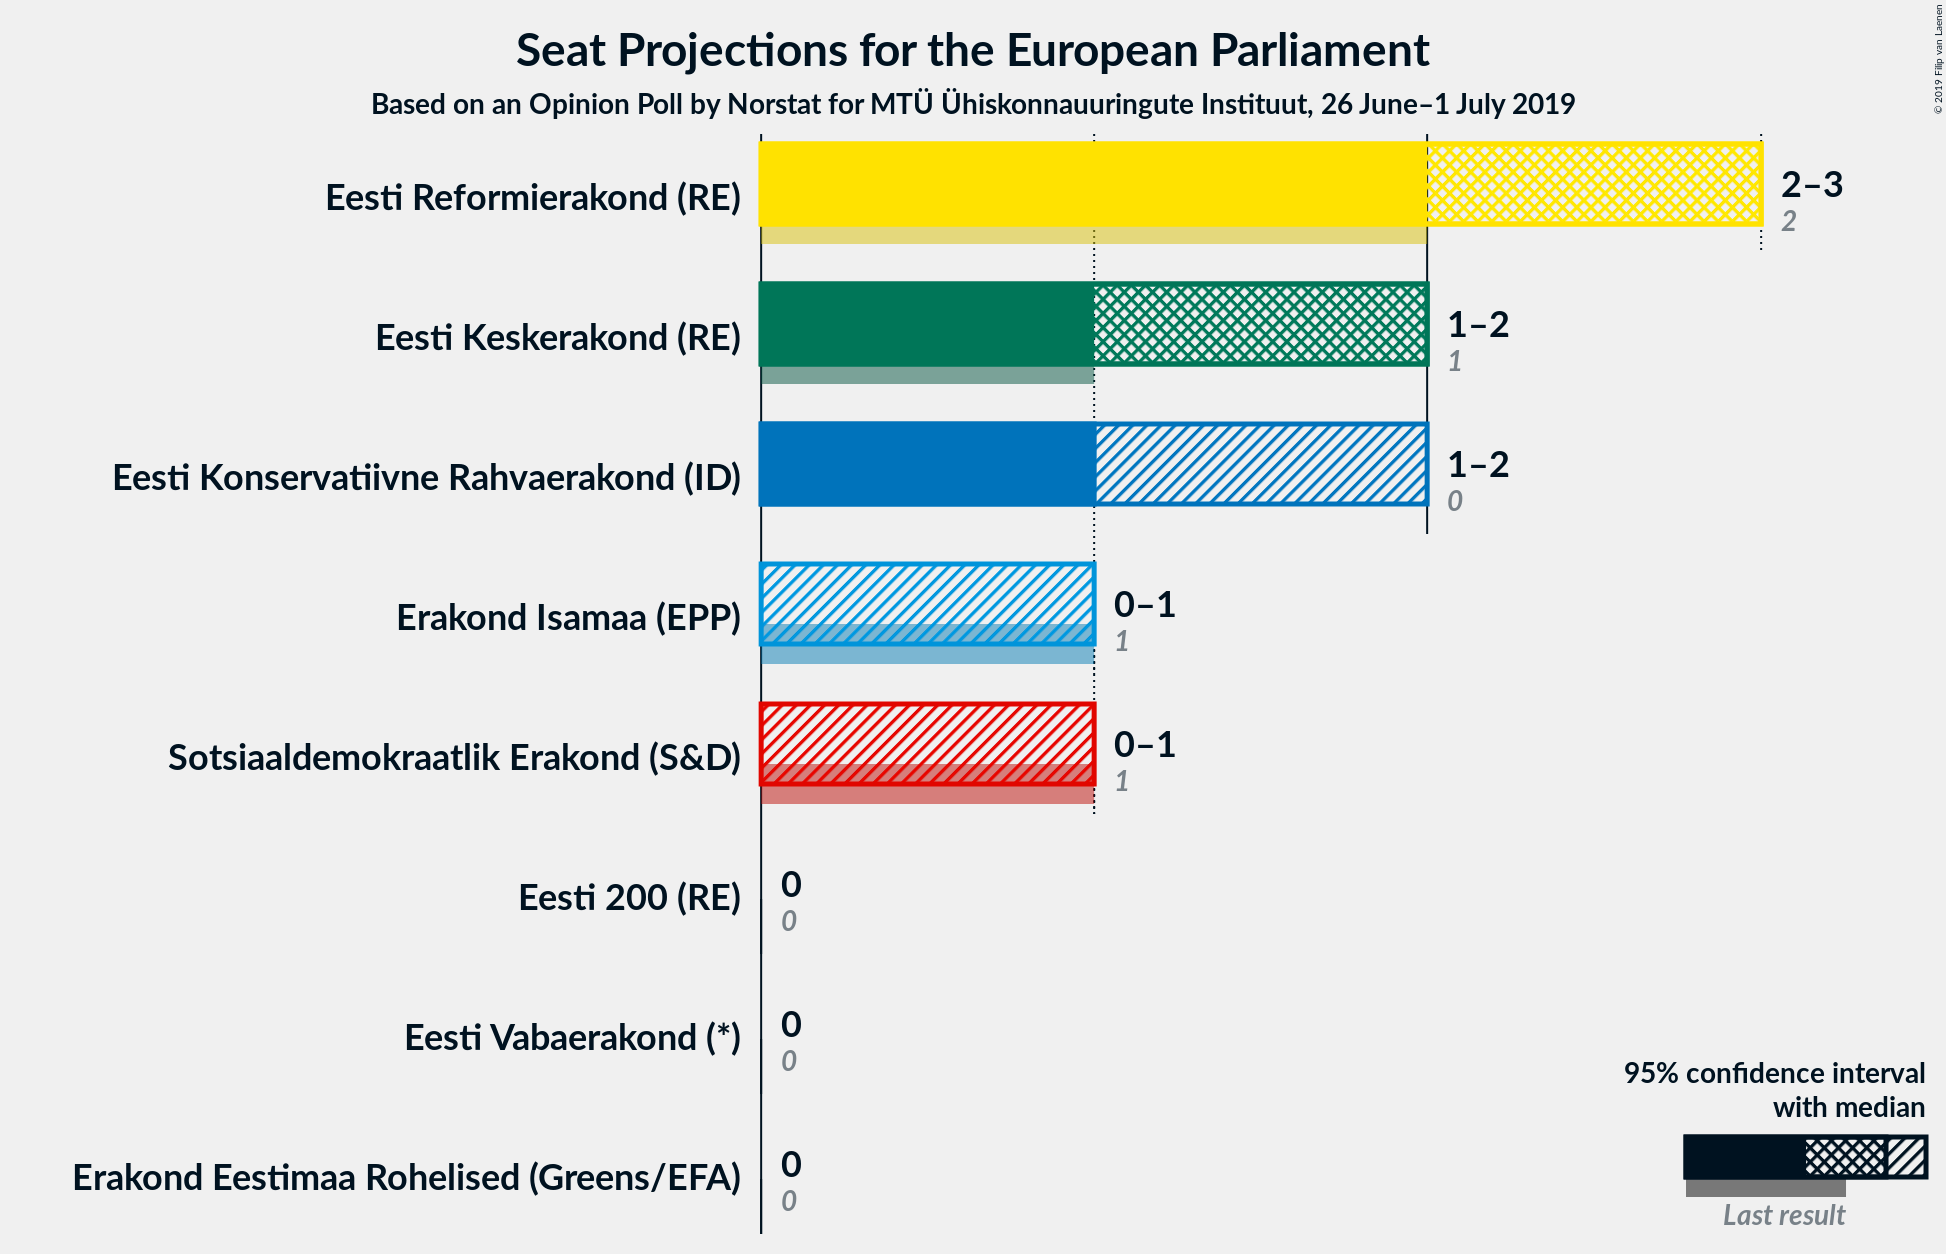 Seat Projections for the European Parliament
Based on an Opinion Poll by Norstat for MTÜ Ühiskonnauuringute Instituut, 26 June–1 July 2019
© 2019 Filip van Laenen
Eesti Reformierakond (RE)
2–3
2
Eesti Keskerakond (RE)
1–2
1
Eesti Konservatiivne Rahvaerakond (ID)
1–2
0
Erakond Isamaa (EPP)
0–1
1
Sotsiaaldemokraatlik Erakond (S&D)
0–1
1
Eesti 200 (RE)
0
0
Eesti Vabaerakond (*)
0
0
Erakond Eestimaa Rohelised (Greens/EFA)
0
0
95% confidence interval
with median
Last result